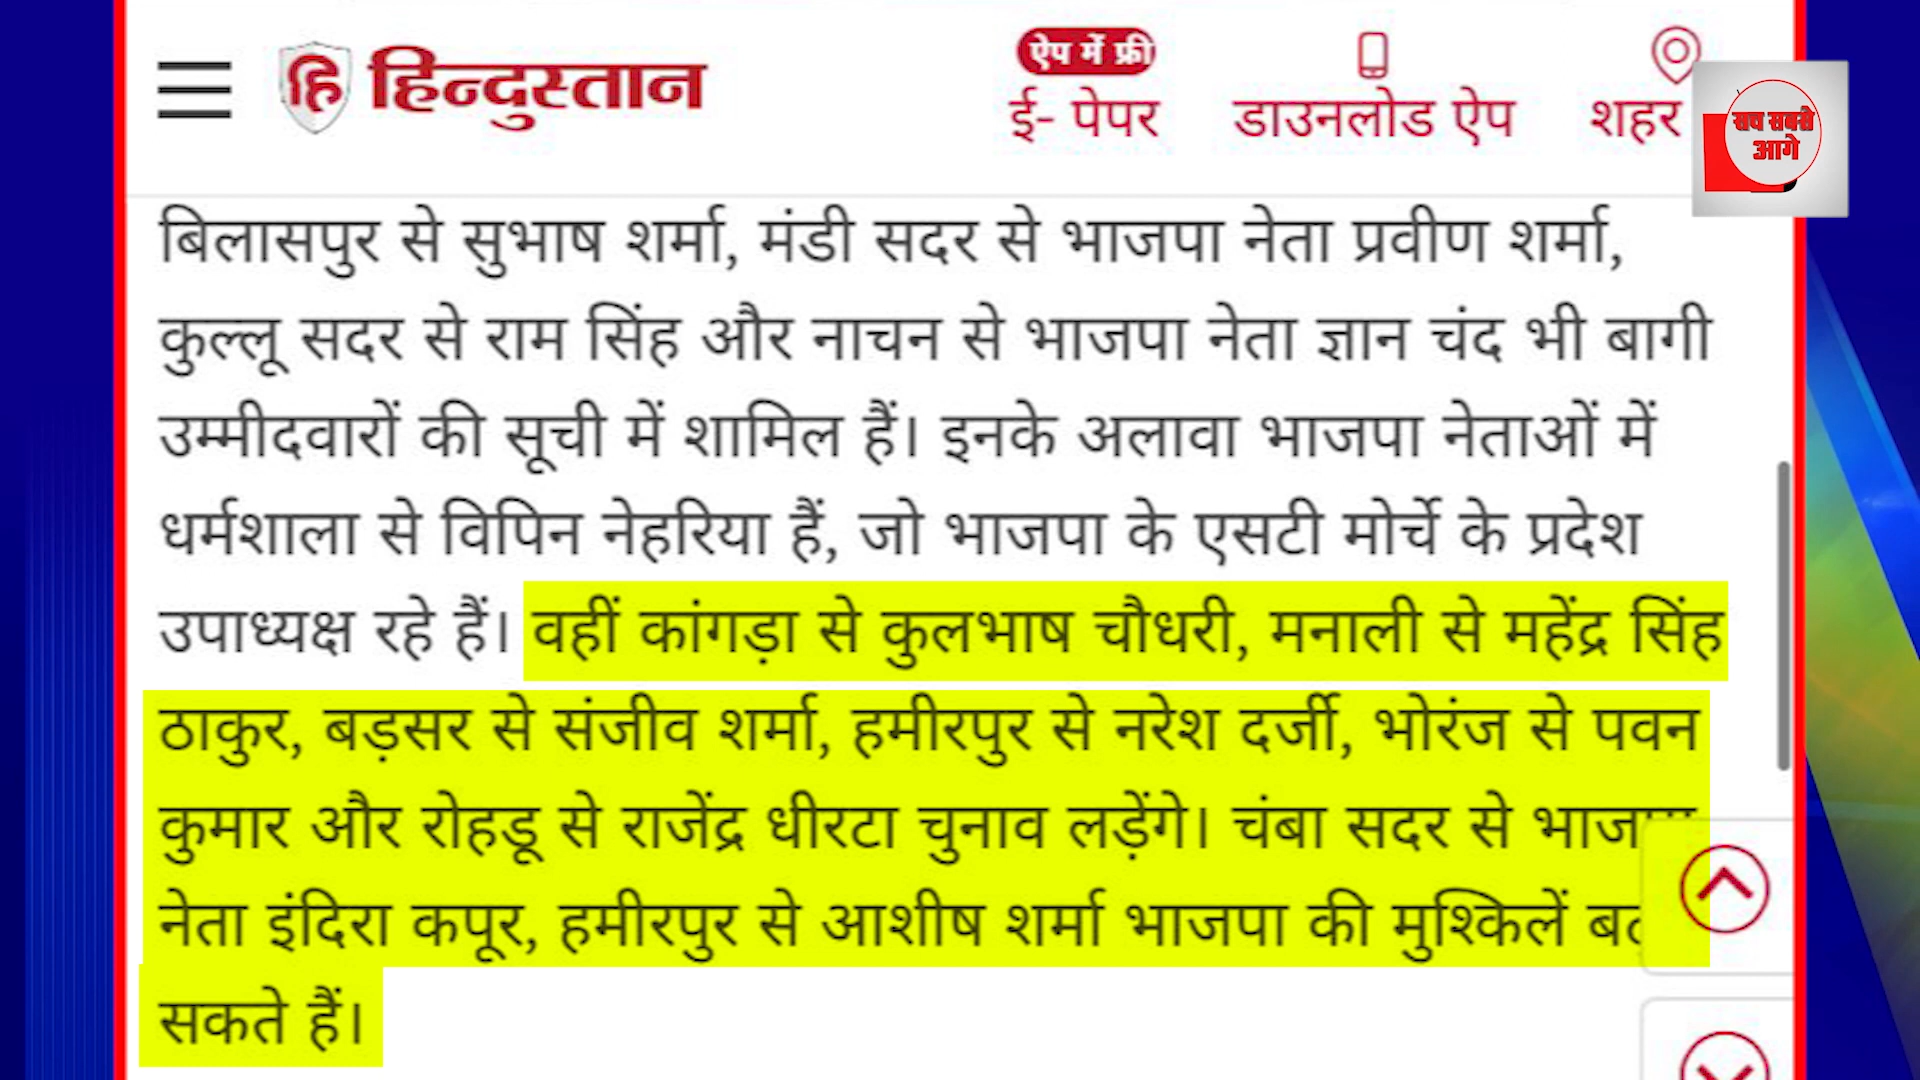 हि हिन्दुस्तान
ऐप में फ्री
ई- पेपर
डाउनलोड ऐप
शहर
सच सबसे
आगे
बिलासपुर से सुभाष शर्मा, मंडी सदर से भाजपा नेता प्रवीण शर्मा,
कुल्लू सदर से राम सिंह और नाचन से भाजपा नेता ज्ञान चंद भी बागी
उम्मीदवारों की सूची में शामिल हैं। इनके अलावा भाजपा नेताओं में
धर्मशाला से विपिन नेहरिया हैं, जो भाजपा के एसटी मोर्चे के प्रदेश
उपाध्यक्ष रहे हैं। वहीं कांगड़ा से कुलभाष चौधरी, मनाली से महेंद्र सिंह
ठाकुर, बड़सर से संजीव शर्मा, हमीरपुर से नरेश दर्जी, भोरंज से पवन
कुमार और रोहडू से राजेंद्र धीरटा चुनाव लड़ेंगे। चंबा सदर से
नेता इंदिरा कपूर, हमीरपुर से आशीष शर्मा भाजपा की मुश्किलें
सकते हैं।